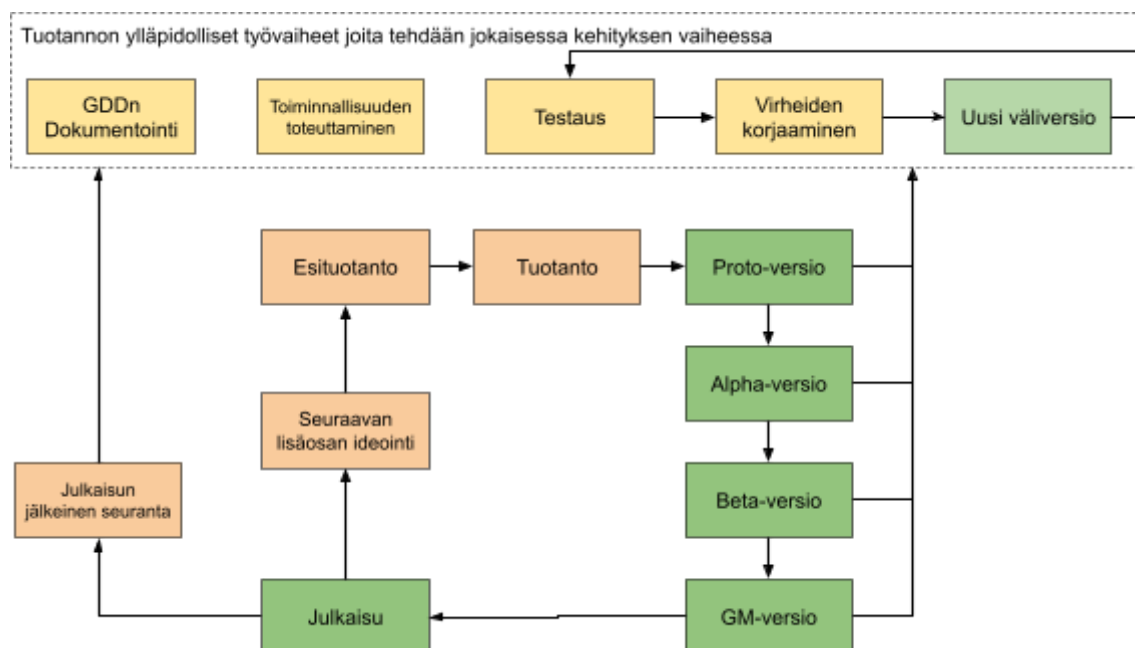 Tuotannon ylläpidolliset työvaiheet joita tehdään jokaisessa kehityksen vaiheessa
GDDn
Dokumentointi
Toiminnallisuuden
toteuttaminen
Testaus
Virheiden
korjaaminen
Uusi väliversio
Esituotanto
Tuotanto
Proto-versio
Alpha-versio
Seuraavan
lisäosan ideointi
Beta-versio
Julkaisun
jälkeinen seuranta
Julkaisu
GM-versio